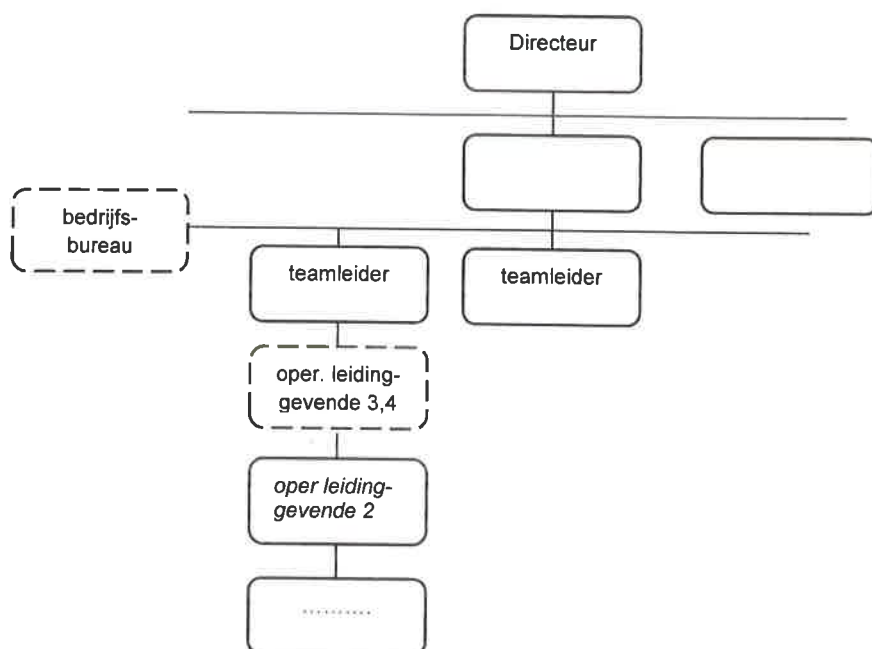 Directeur
bedrijfs-
bureau
teamleider
teamleider
oper. leiding-
gevende 3,4
oper leiding-
gevende 2
..........